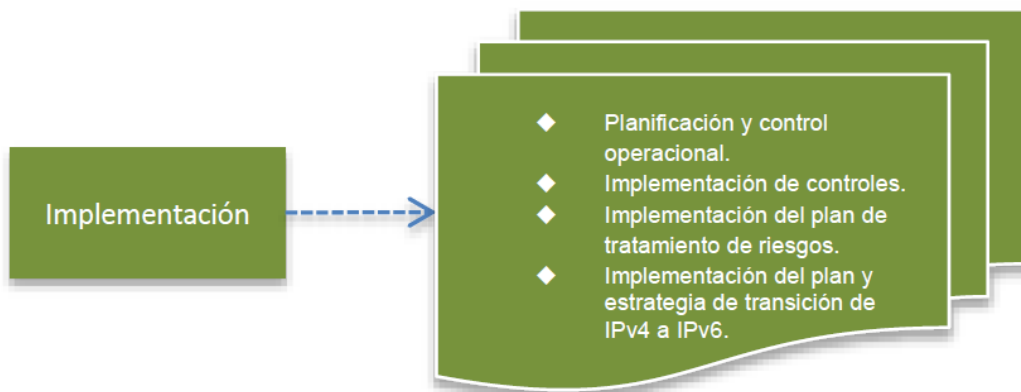 Implementación
◆ Planificación y control
operacional.
◆ Implementación de controles.
◆ Implementación del plan de
tratamiento de riesgos.
◆ Implementación del plan y
estrategia de transición de
IPv4 a IPv6.